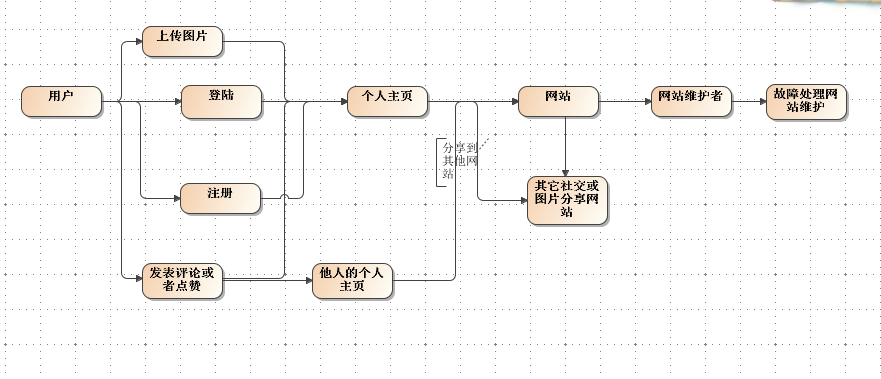 上传图片
用户
登陆
个人主页
网站
网站维护者
故障处理网
站维护
分享到
其他网
站
注册
其它社交或
图片分享网
站
发表评论或
者点赞
他人的个人
主页